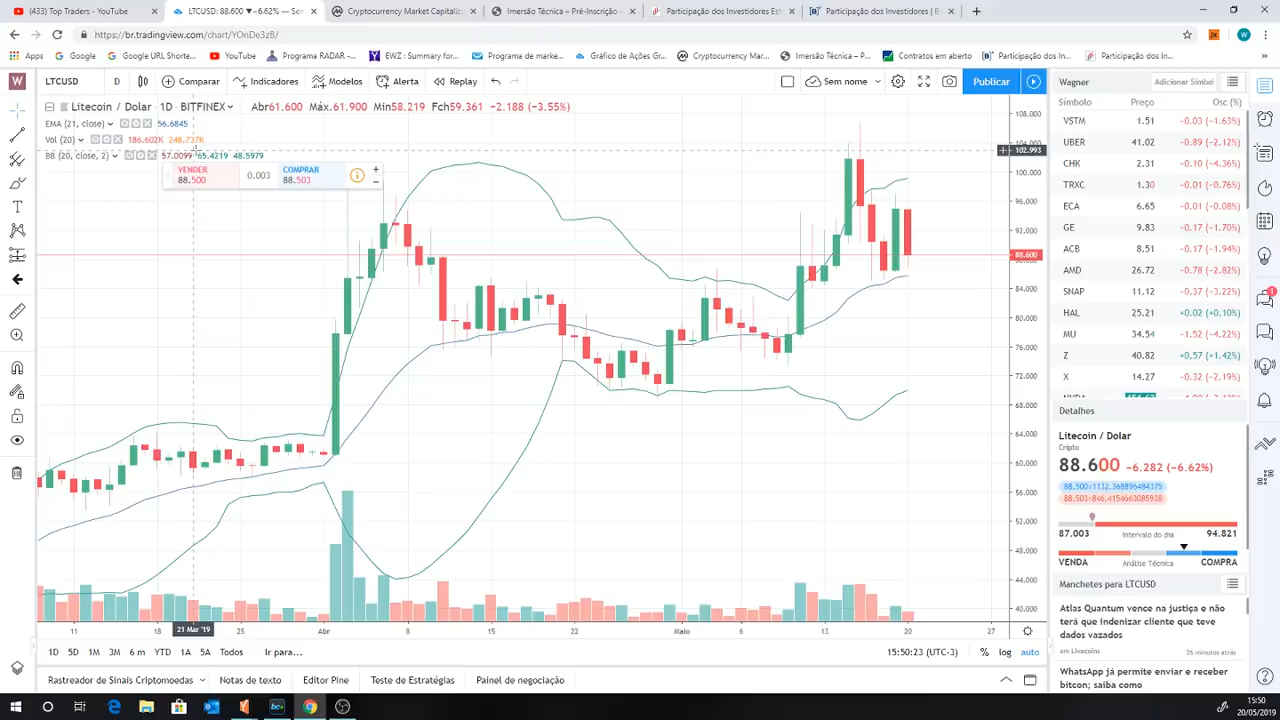 (433) Top Traders - YouTube
LTCUSD: 88.600 ▼−6.62% — Sem
Cryptocurrency Market Capitaliz
Imersão Técnica – Pré-Inscrição –
Participação dos Investidores Est
Participação dos Investidores | B
https://br.tradingview.com/chart/YOnDe3zB/
Apps
Google
Google URL Shorte...
YouTube
Programa RADAR -...
EWZ : Summary for...
Programa de marke...
Gráfico de Ações Gr...
Cryptocurrency Mar...
Imersão Técnica –...
Contratos em aberto
Participação dos In...
Participação dos In...
LTCUSD
D
Comparar
Indicadores
Modelos
Alerta
Replay
Sem nome
Publicar
Wagner
Adicionar Símbol
Litecoin / Dolar
1D
BITFINEX
Abr61.600
Máx.61.900
Mín58.219
Fch59.361
−2.188 (−3.55%)
EMA (21, close)
56.6845
Vol (20)
186.602K
248.737K
BB (20, close, 2)
57.0099
65.4219
48.5979
VENDER
88.500
0.003
COMPRAR
88.503
108.000
104.000
102.993
100.000
96.000
92.000
88.600
84.000
80.000
76.000
72.000
68.000
64.000
60.000
56.000
52.000
48.000
44.000
40.000
11
18
21 Mar '19
25
Abr
8
15
22
Maio
6
13
20
27
1D
5D
1M
3M
6 m
YTD
1A
5A
Todos
Ir para...
15:50:23 (UTC-3)
%
log
auto
Rastreador de Sinais Criptomoedas
Notas de texto
Editor Pine
Teste de Estratégias
Painel de negociação
Símbolo
Preço
Osc (%)
VSTM 1.51 −0.03 (−1.63%)
UBER 41.02 −0.89 (−2.12%)
CHK 2.31 −0.10 (−4.36%)
TRXC 1.30 −0.01 (−0.76%)
ECA 6.65 −0.01 (−0.08%)
GE 9.83 −0.17 (−1.70%)
ACB 8.51 −0.17 (−1.94%)
AMD 26.72 −0.78 (−2.82%)
SNAP 11.12 −0.37 (−3.22%)
HAL 25.21 +0.02 (+0.10%)
MU 34.54 −1.52 (−4.22%)
Z 40.82 +0.57 (+1.42%)
X 14.27 −0.32 (−2.19%)
Detalhes
Litecoin / Dolar
Cripto
88.600 −6.282 (−6.62%)
88.500×1132.368896484375
88.503×846.4154663085938
87.003
Intervalo do dia
94.821
VENDA
Análise Técnica
COMPRA
Manchetes para LTCUSD
Atlas Quantum vence na justiça e não
terá que indenizar cliente que teve
dados vazados
em Livecoins
26 minutos atrás
WhatsApp já permite enviar e receber
bitcoin; saiba como
15:50
20/05/2019